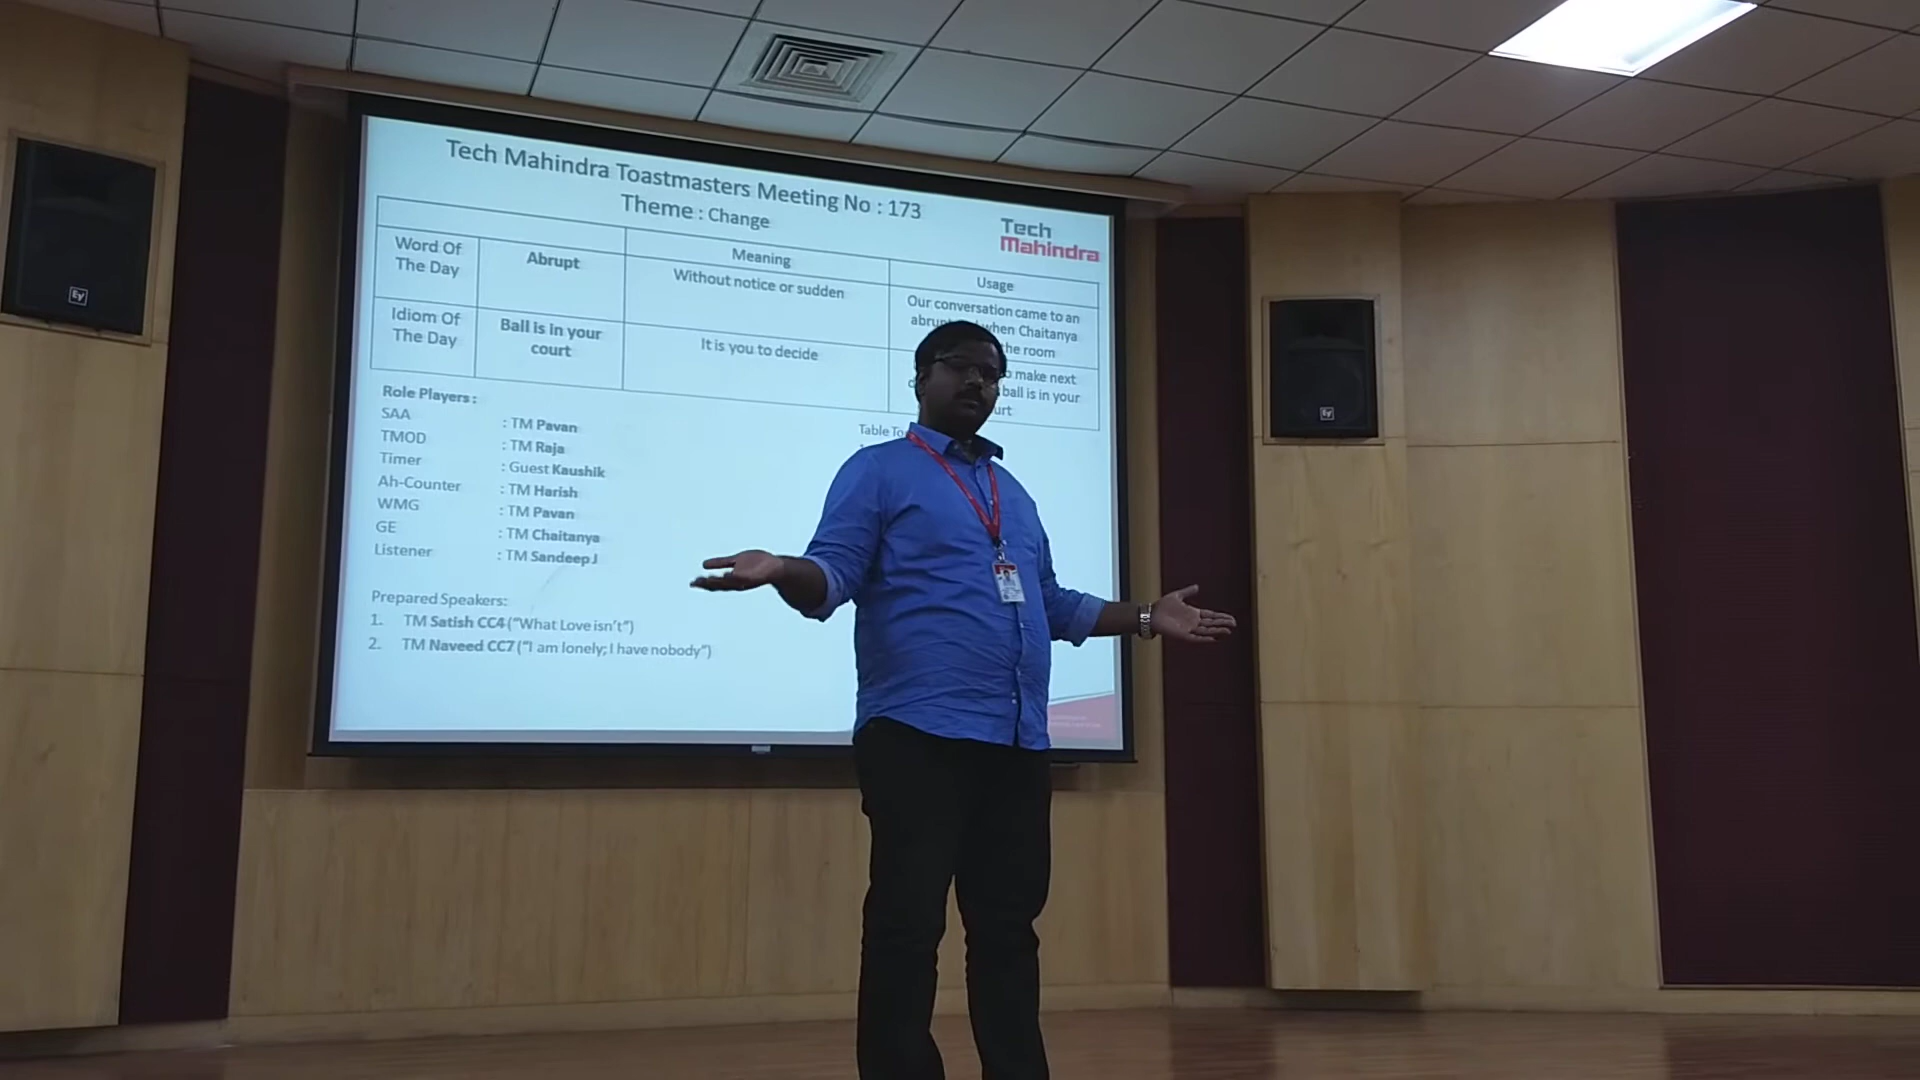 Tech Mahindra Toastmasters Meeting No : 173
Theme : Change
Tech
Mahindra
Meaning
Usage
Word Of
The Day
Abrupt
Without notice or sudden
Our conversation came to an
when Chaitanya
the room
Idiom Of
The Day
Ball is in your
court
It is you to decide
make next
ball is in your
Role Players :
SAA : TM Pavan
TMOD : TM Raja
Timer : Guest Kaushik
Ah-Counter : TM Harish
WMG : TM Pavan
GE : TM Chaitanya
Listener : TM Sandeep J
Table
Prepared Speakers:
1. TM Satish CC4 ("What Love isn't")
2. TM Naveed CC7 ("I am lonely; I have nobody")
EV
EV